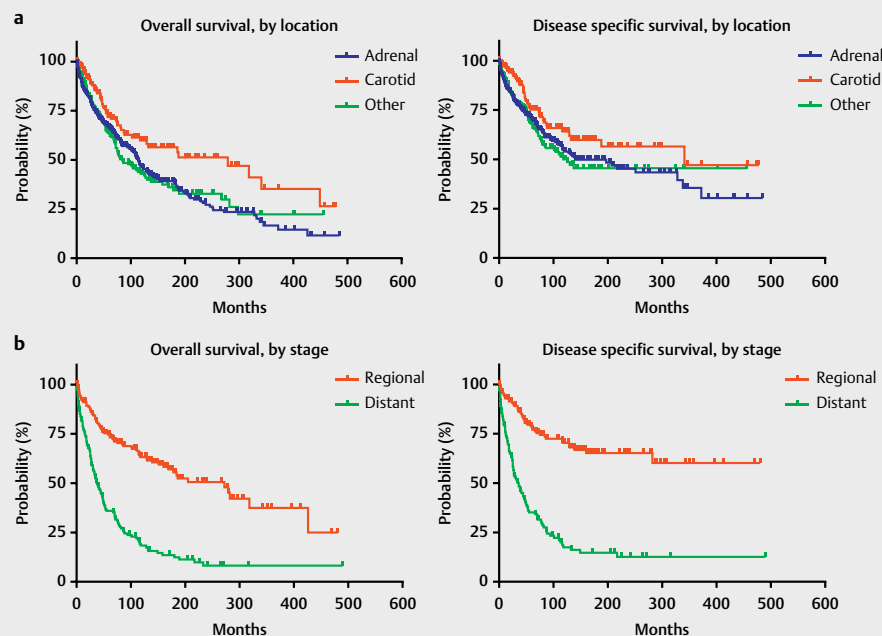 a
Overall survival, by location
Adrenal
Carotid
Other
100
75
50
25
0
Probability (%)
0 100 200 300 400 500 600
Months
Disease specific survival, by location
Adrenal
Carotid
Other
100
75
50
25
0
Probability (%)
0 100 200 300 400 500 600
Months
b
Overall survival, by stage
Regional
Distant
100
75
50
25
0
Probability (%)
0 100 200 300 400 500 600
Months
Disease specific survival, by stage
Regional
Distant
100
75
50
25
0
Probability (%)
0 100 200 300 400 500 600
Months